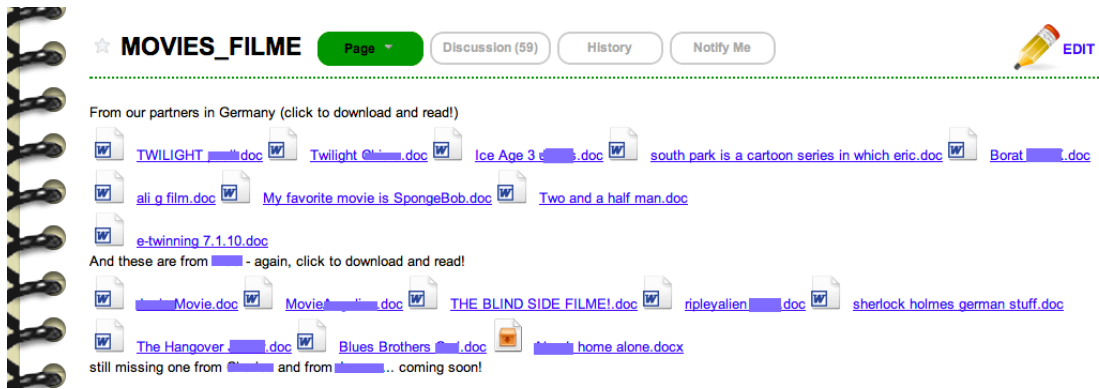 MOVIES_FILME Page Discussion (59) History Notify Me EDIT
From our partners in Germany (click to download and read!)
TWILIGHT doc Twilight .doc Ice Age 3 .doc south park is a cartoon series in which eric.doc Borat .doc
ali g film.doc My favorite movie is SpongeBob.doc Two and a half man.doc
e-twinning 7.1.10.doc
And these are from - again, click to download and read!
Movie.doc Movie .doc THE BLIND SIDE FILME!.doc ripleyalien doc sherlock holmes german stuff.doc
The Hangover .doc Blues Brothers .doc home alone.docx
still missing one from and from ... coming soon!